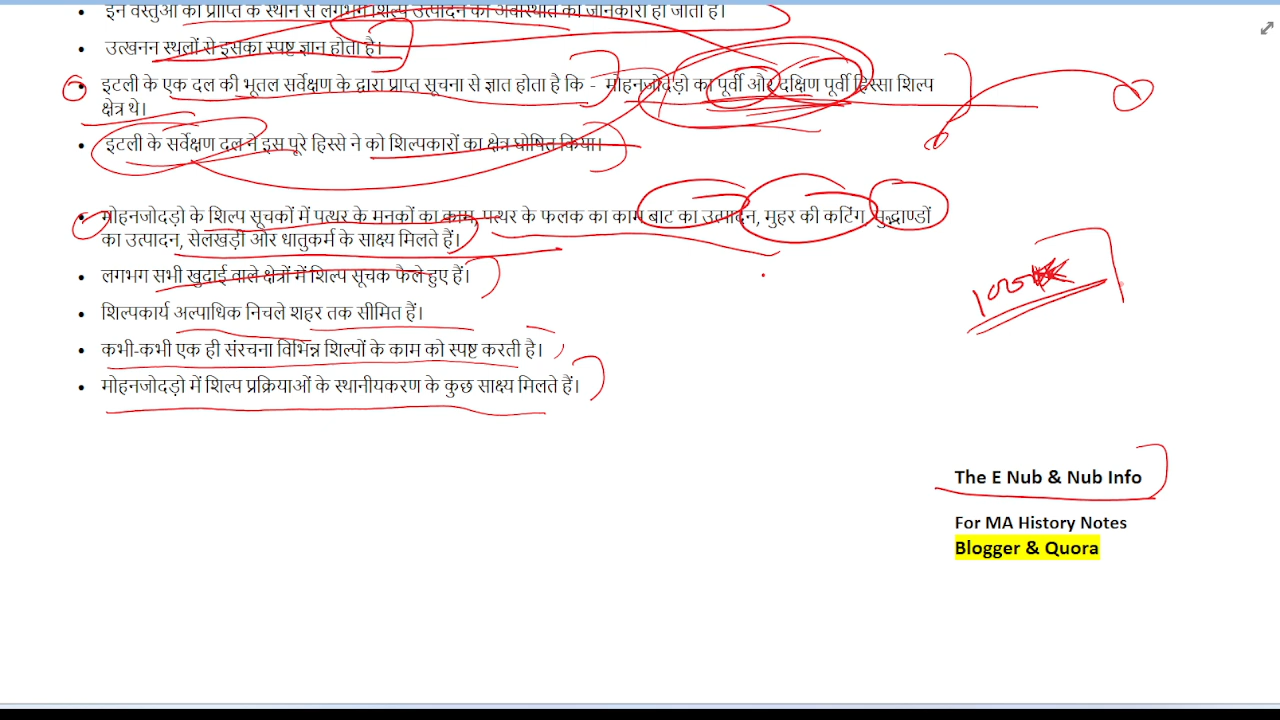 इन वस्तुओं की प्राप्ति के स्थान से लगभग शिल्प उत्पादन की अवस्थिति की जानकारी हो जाती है।
उत्खनन स्थलों से इसका स्पष्ट ज्ञान होता है।
इटली के एक दल की भूतल सर्वेक्षण के द्वारा प्राप्त सूचना से ज्ञात होता है कि - मोहनजोदड़ो का पूर्वी और दक्षिण पूर्वी हिस्सा शिल्प
क्षेत्र थे।
इटली के सर्वेक्षण दल ने इस पूरे हिस्से ने को शिल्पकारों का क्षेत्र घोषित किया।
मोहनजोदड़ो के शिल्प सूचकों में पत्थर के मनकों का काम, पत्थर के फलक का काम बाट का उत्पादन, मुहर की कटिंग, मृद्भाण्डों
का उत्पादन, सेलखड़ी और धातुकर्म के साक्ष्य मिलते हैं।
लगभग सभी खुदाई वाले क्षेत्रों में शिल्प सूचक फैले हुए हैं।
शिल्पकार्य अल्पाधिक निचले शहर तक सीमित हैं।
कभी-कभी एक ही संरचना विभिन्न शिल्पों के काम को स्पष्ट करती है।
मोहनजोदड़ो में शिल्प प्रक्रियाओं के स्थानीयकरण के कुछ साक्ष्य मिलते हैं।
The E Nub & Nub Info
For MA History Notes
Blogger & Quora